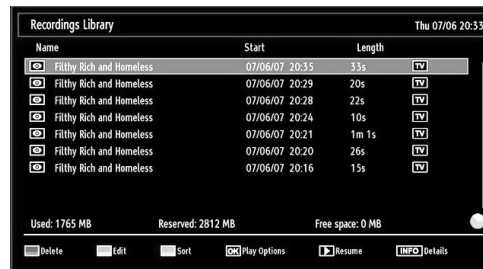 Recordings Library Thu 07/06 20:33
Name Start Length
Filthy Rich and Homeless 07/06/07 20:35 33s TV
Filthy Rich and Homeless 07/06/07 20:29 20s TV
Filthy Rich and Homeless 07/06/07 20:28 22s TV
Filthy Rich and Homeless 07/06/07 20:24 10s TV
Filthy Rich and Homeless 07/06/07 20:21 1m 1s TV
Filthy Rich and Homeless 07/06/07 20:20 26s TV
Filthy Rich and Homeless 07/06/07 20:16 15s TV
Used: 1765 MB Reserved: 2812 MB Free space: 0 MB
Delete Edit Sort OK Play Options Resume INFO Details